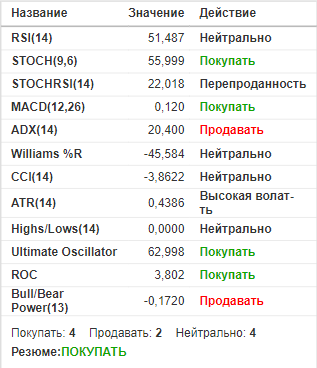 Название Значение Действие
RSI(14) 51,487 Нейтрально
STOCH(9,6) 55,999 Покупать
STOCHRSI(14) 22,018 Перепроданность
MACD(12,26) 0,120 Покупать
ADX(14) 20,400 Продавать
Williams %R -45,584 Нейтрально
CCI(14) -3,8622 Нейтрально
ATR(14) 0,4386 Высокая волат-
ть
Highs/Lows(14) 0,0000 Нейтрально
Ultimate Oscillator 62,998 Покупать
ROC 3,802 Покупать
Bull/Bear
Power(13) -0,1720 Продавать
Покупать: 4 Продавать: 2 Нейтрально: 4
Резюме:ПОКУПАТЬ